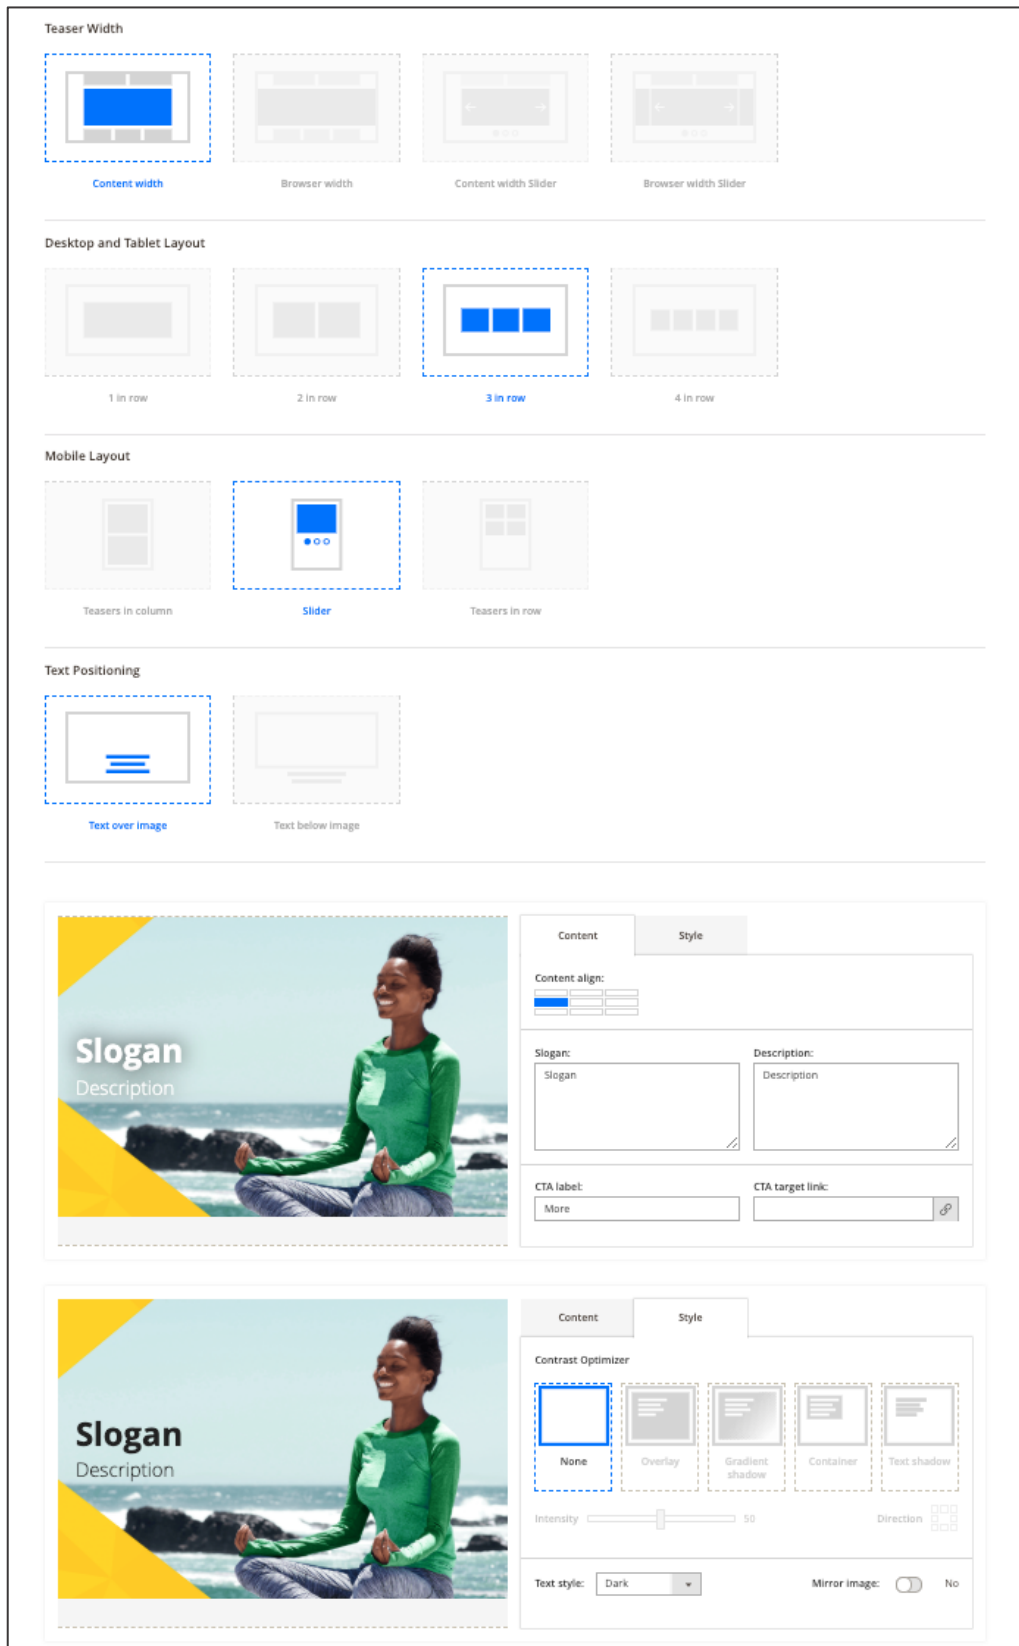 Teaser Width
Content width
Browser width
Content width Slider
Browser width Slider
Desktop and Tablet Layout
1 in row
2 in row
3 in row
4 in row
Mobile Layout
Teasers in column
Slider
Teasers in row
Text Positioning
Text over image
Text below image
Slogan
Description
Content
Style
Content align:
Slogan:
Description:
Slogan
Description
CTA label:
CTA target link:
More
Slogan
Description
Content
Style
Contrast Optimizer
None
Overlay
Gradient
shadow
Container
Text shadow
Intensity
50
Direction
Text style:
Dark
Mirror image:
No